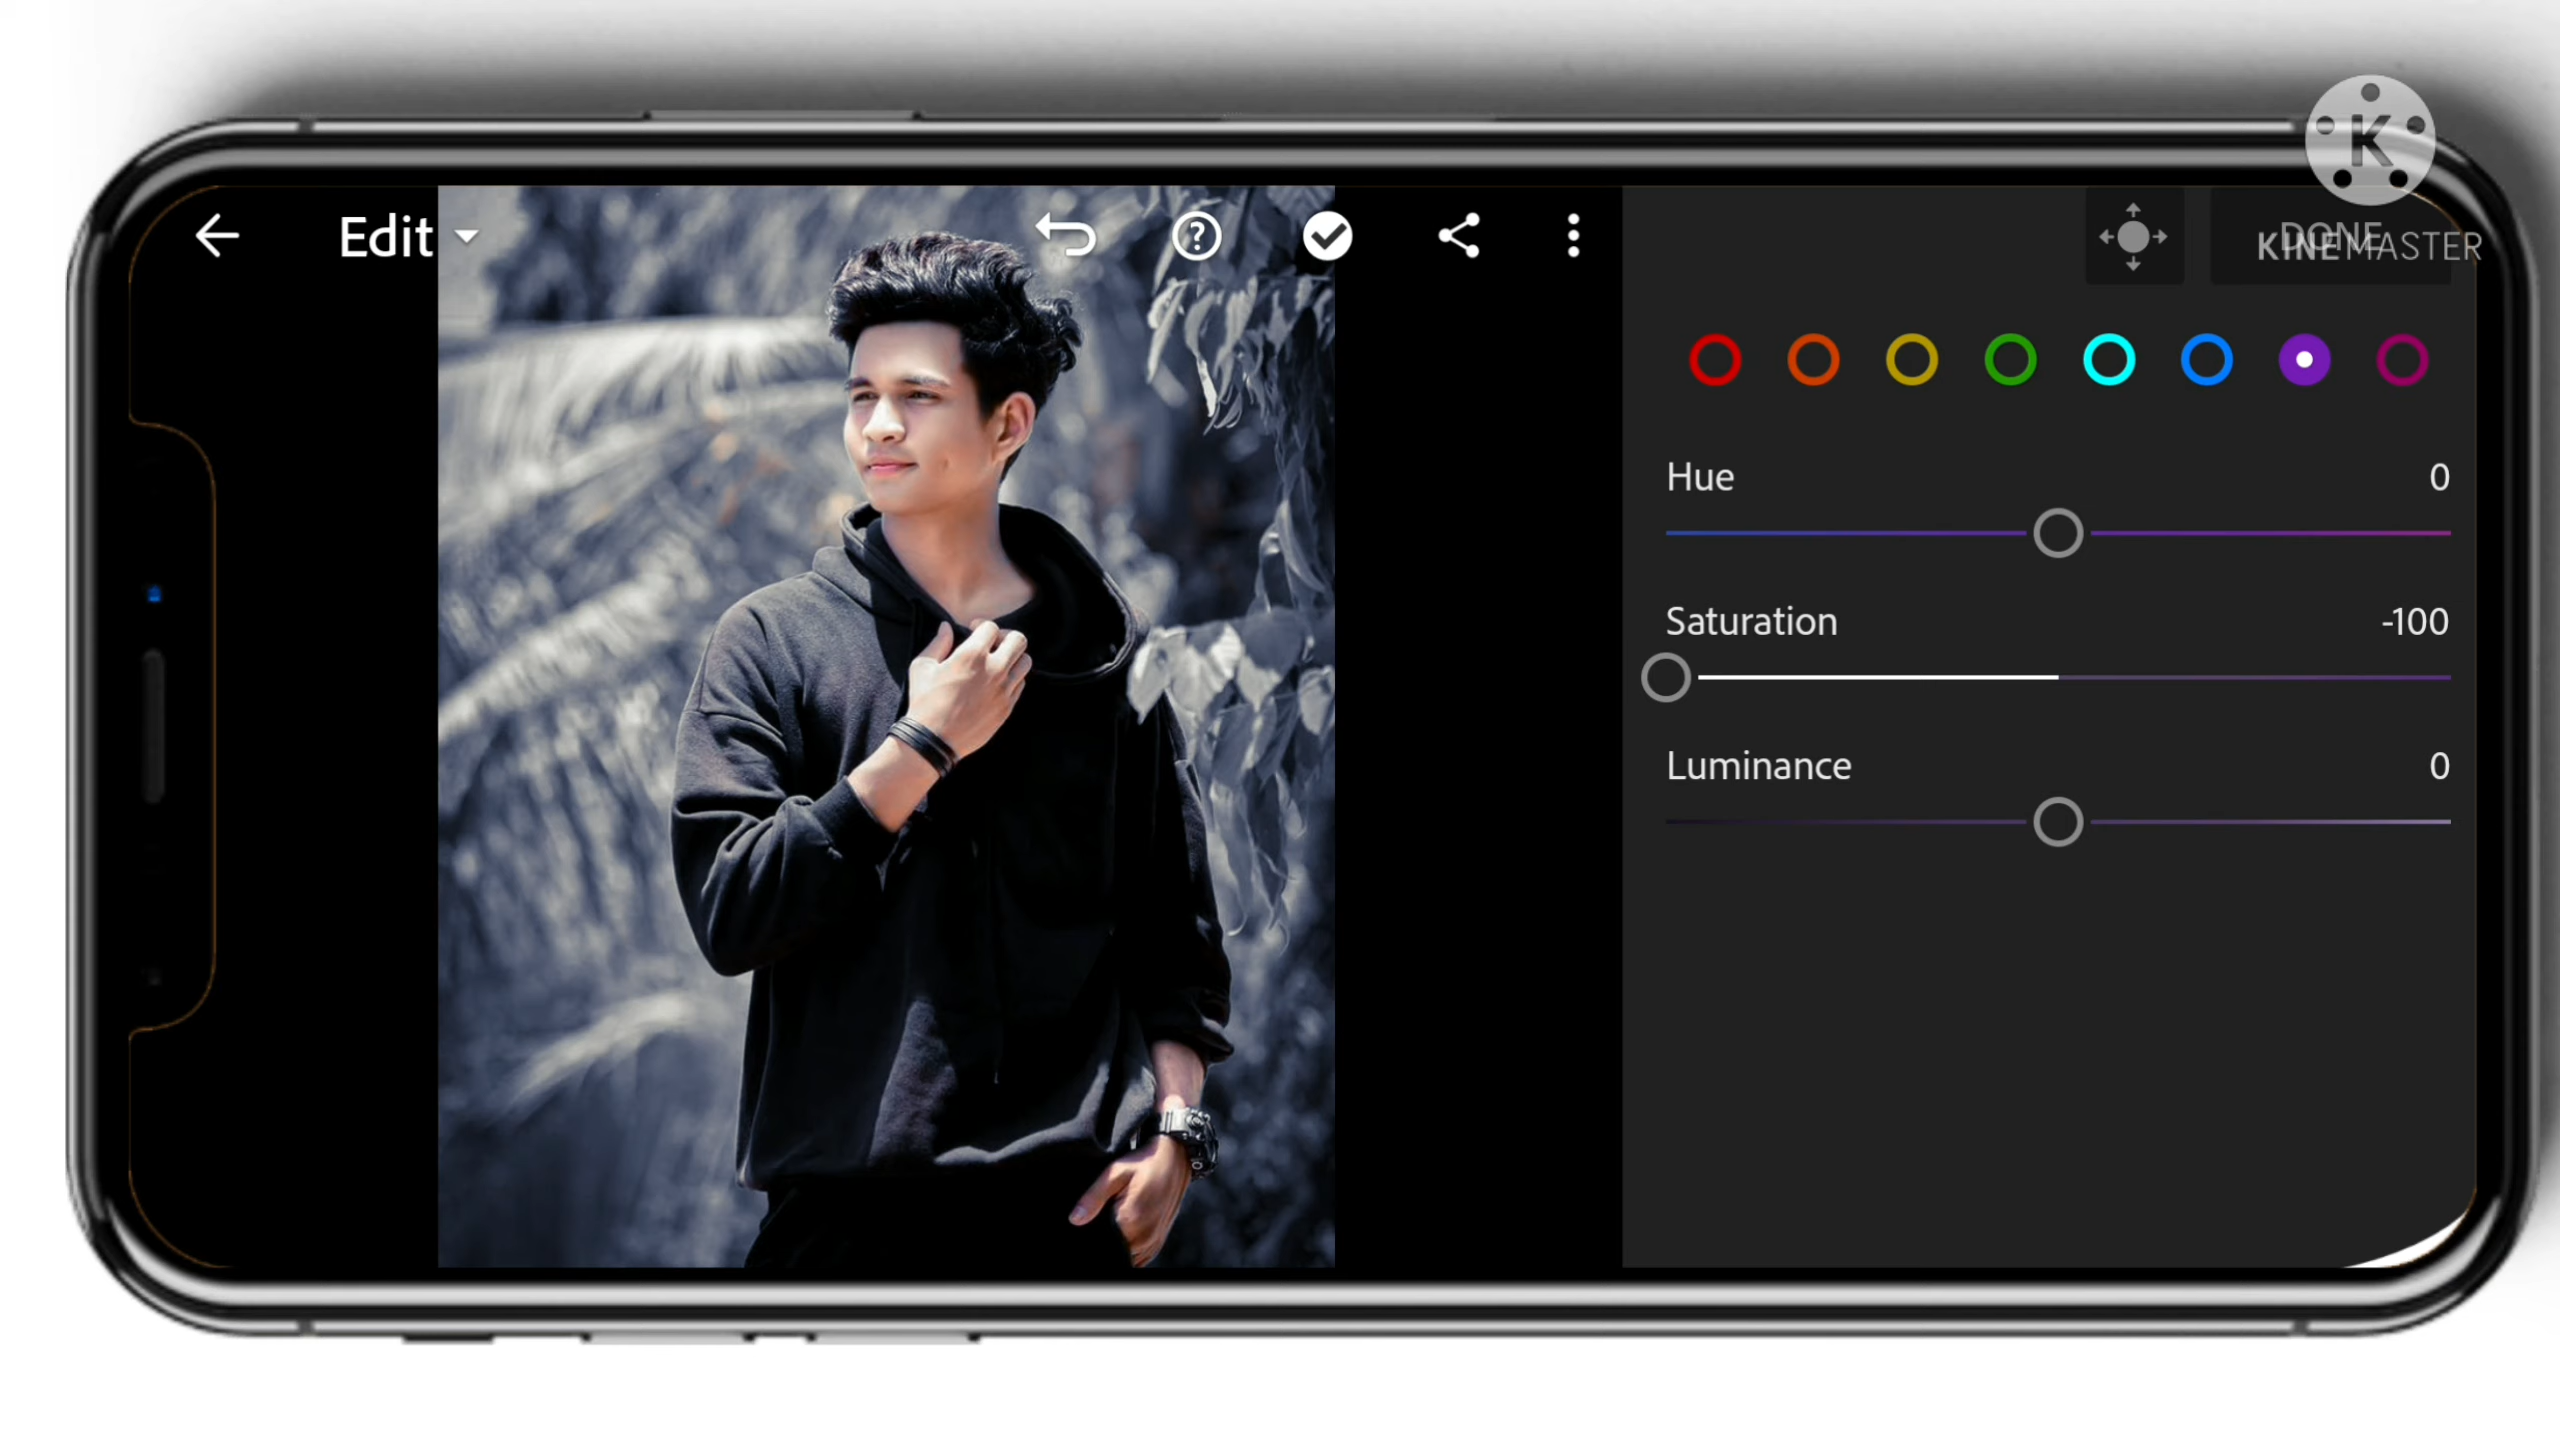 Edit
DONE
K
KINEMASTER
Hue 0
Saturation -100
Luminance 0